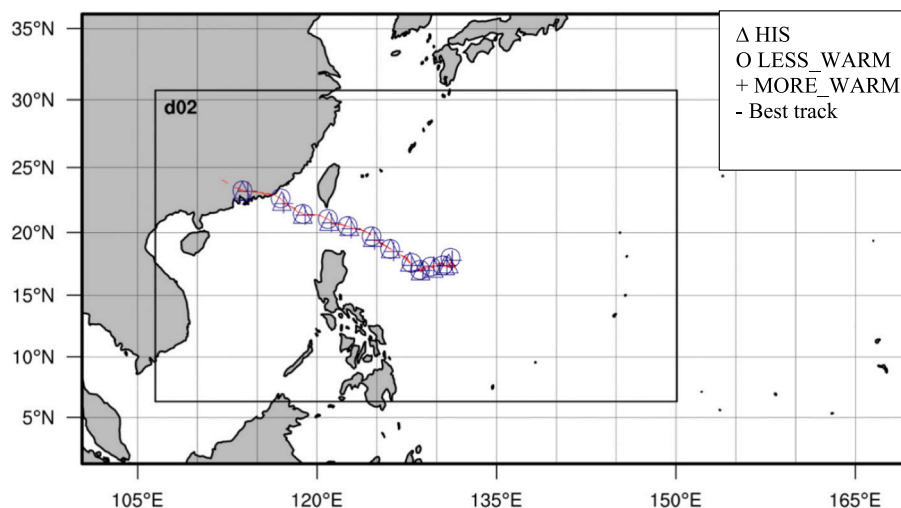 35°N
30°N
25°N
20°N
15°N
10°N
5°N
d02
Δ HIS
O LESS_WARM
+ MORE_WARM
- Best track
105°E
120°E
135°E
150°E
165°E